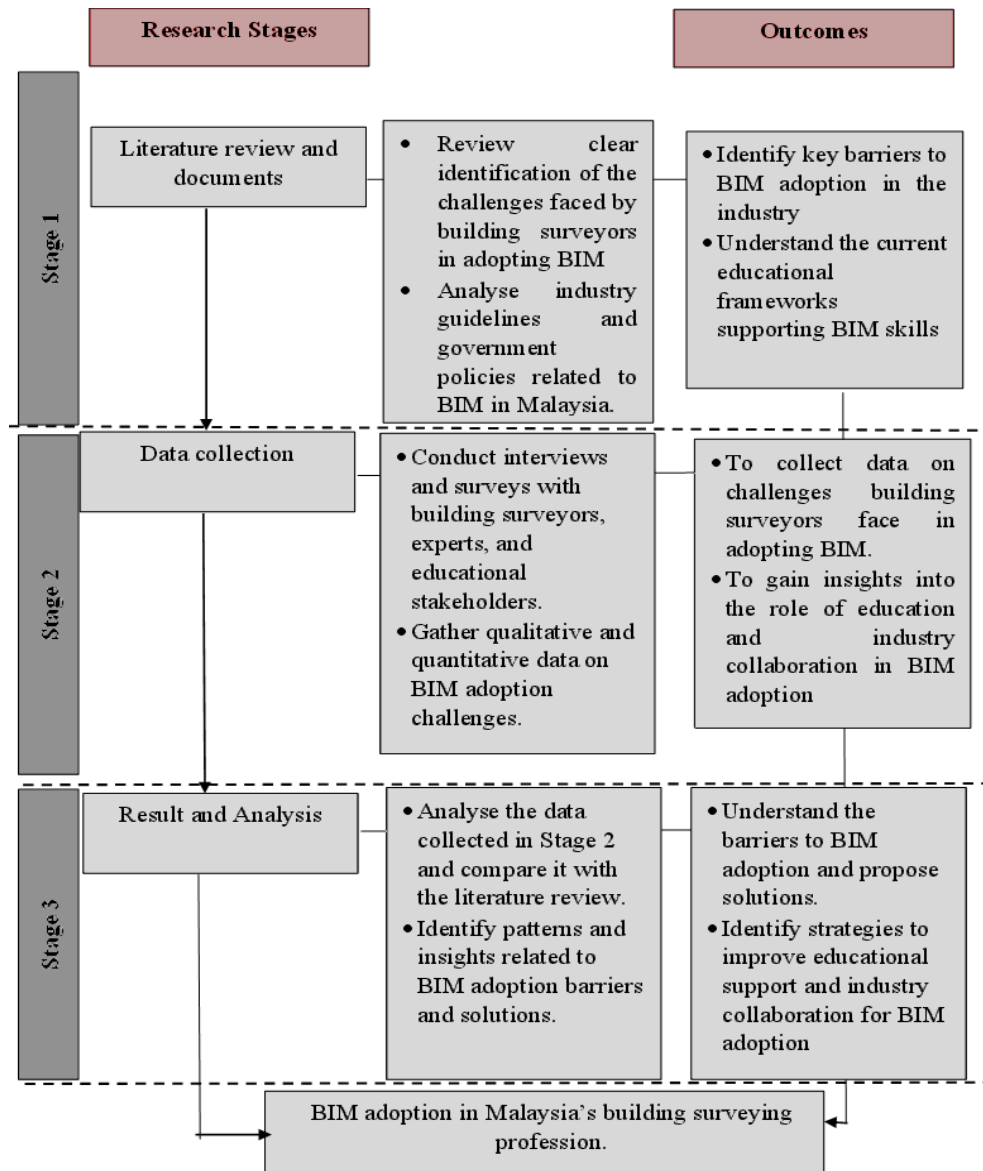 Research Stages
Outcomes
Stage 1
Literature review and
documents
• Review clear
identification of the
challenges faced by
building surveyors
in adopting BIM
• Analyse industry
guidelines and
government
policies related to
BIM in Malaysia.
• Identify key barriers to
BIM adoption in the
industry
• Understand the current
educational
frameworks
supporting BIM skills
Stage 2
Data collection
• Conduct interviews
and surveys with
building surveyors,
experts, and
educational
stakeholders.
• Gather qualitative and
quantitative data on
BIM adoption
challenges.
• To collect data on
challenges building
surveyors face in
adopting BIM.
• To gain insights into
the role of education
and industry
collaboration in BIM
adoption
Stage 3
Result and Analysis
• Analyse the data
collected in Stage 2
and compare it with
the literature review.
• Identify patterns and
insights related to
BIM adoption barriers
and solutions.
• Understand the
barriers to BIM
adoption and propose
solutions.
• Identify strategies to
improve educational
support and industry
collaboration for BIM
adoption
BIM adoption in Malaysia's building surveying
profession.